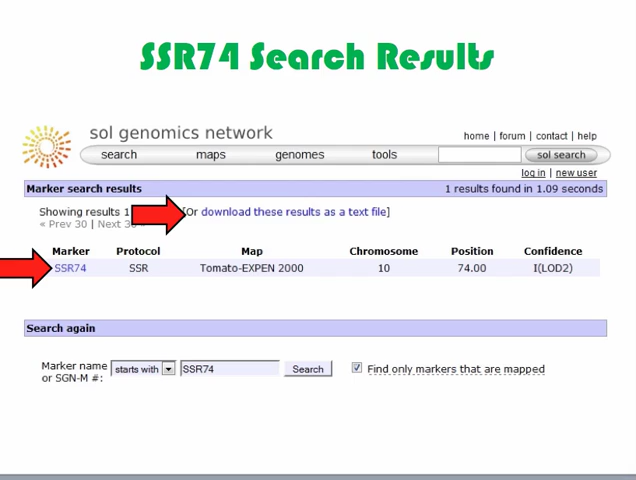 SSR74 Search Results
sol genomics network
home | forum | contact | help
search maps genomes tools sol search
log in | new user
Marker search results 1 results found in 1.09 seconds
Showing results 1 [Or download these results as a text file]
« Prev 30 | Next 30
Marker Protocol Map Chromosome Position Confidence
SSR74 SSR Tomato-EXPEN 2000 10 74.00 I(LOD2)
Search again
Marker name starts with SSR74 Search Find only markers that are mapped
or SGN-M #: